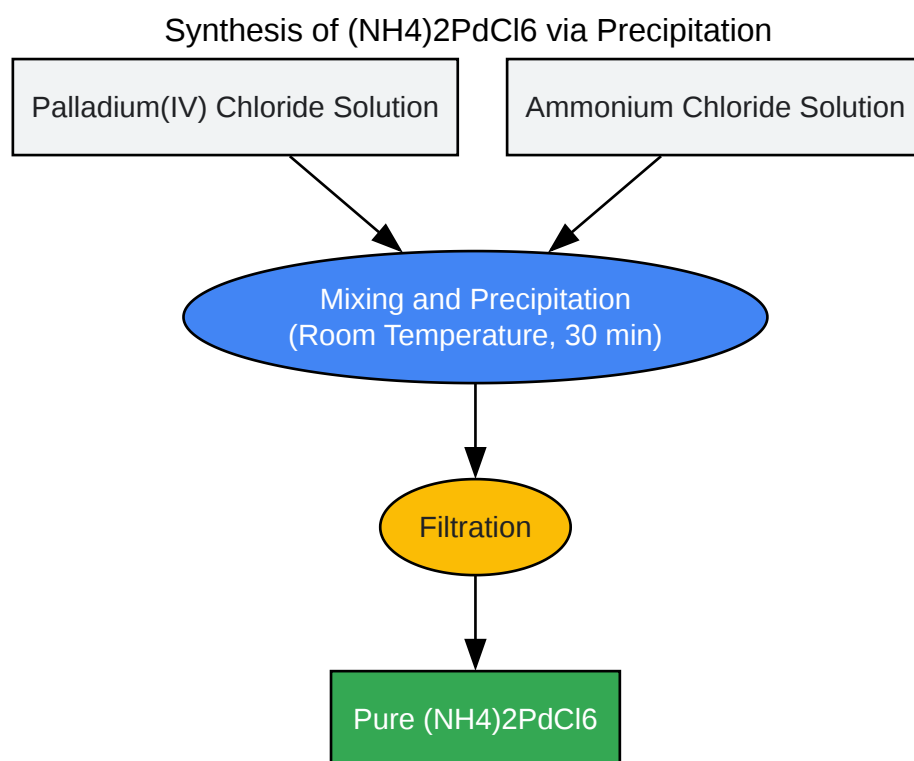 Synthesis of (NH4)2PdCl6 via Precipitation
Palladium(IV) Chloride Solution
Ammonium Chloride Solution
Mixing and Precipitation
(Room Temperature, 30 min)
Filtration
Pure (NH4)2PdCl6